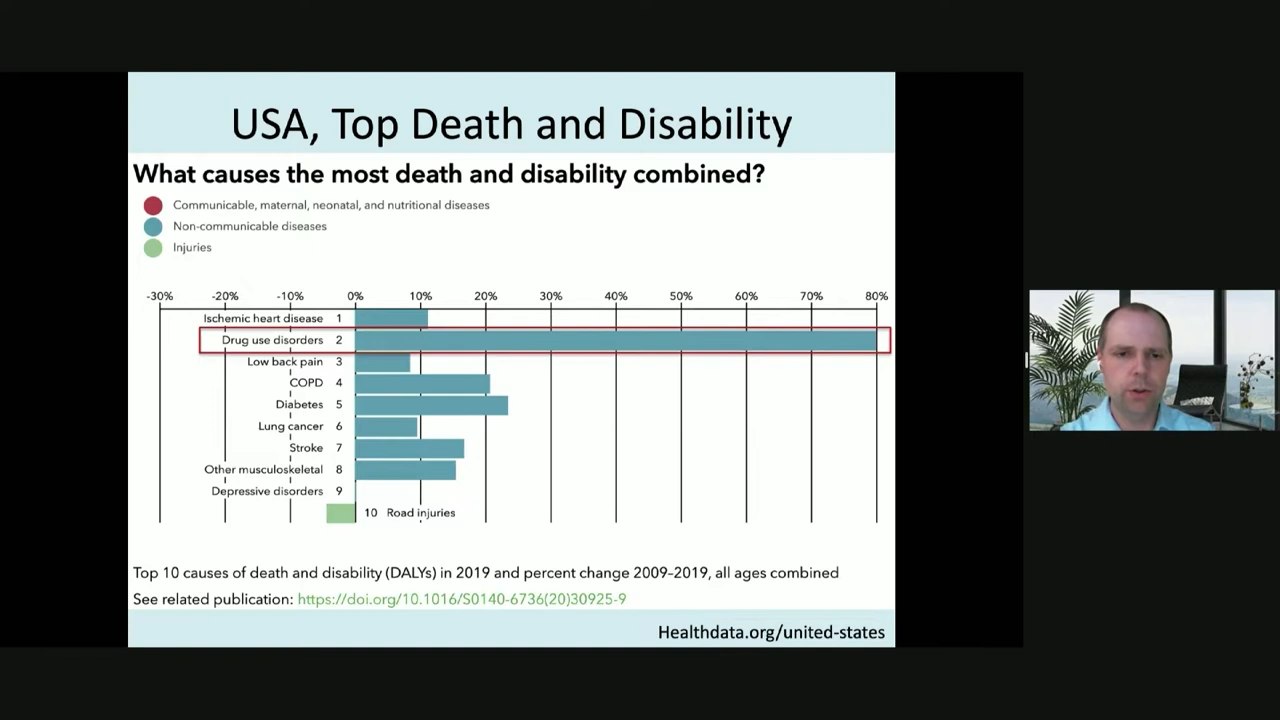 USA, Top Death and Disability
What causes the most death and disability combined?
Communicable, maternal, neonatal, and nutritional diseases
Non-communicable diseases
Injuries
-30% -20% -10% 0% 10% 20% 30% 40% 50% 60% 70% 80%
Ischemic heart disease 1
Drug use disorders 2
Low back pain 3
COPD 4
Diabetes 5
Lung cancer 6
Stroke 7
Other musculoskeletal 8
Depressive disorders 9
10 Road injuries
Top 10 causes of death and disability (DALYs) in 2019 and percent change 2009–2019, all ages combined
See related publication: https://doi.org/10.1016/S0140-6736(20)30925-9
Healthdata.org/united-states